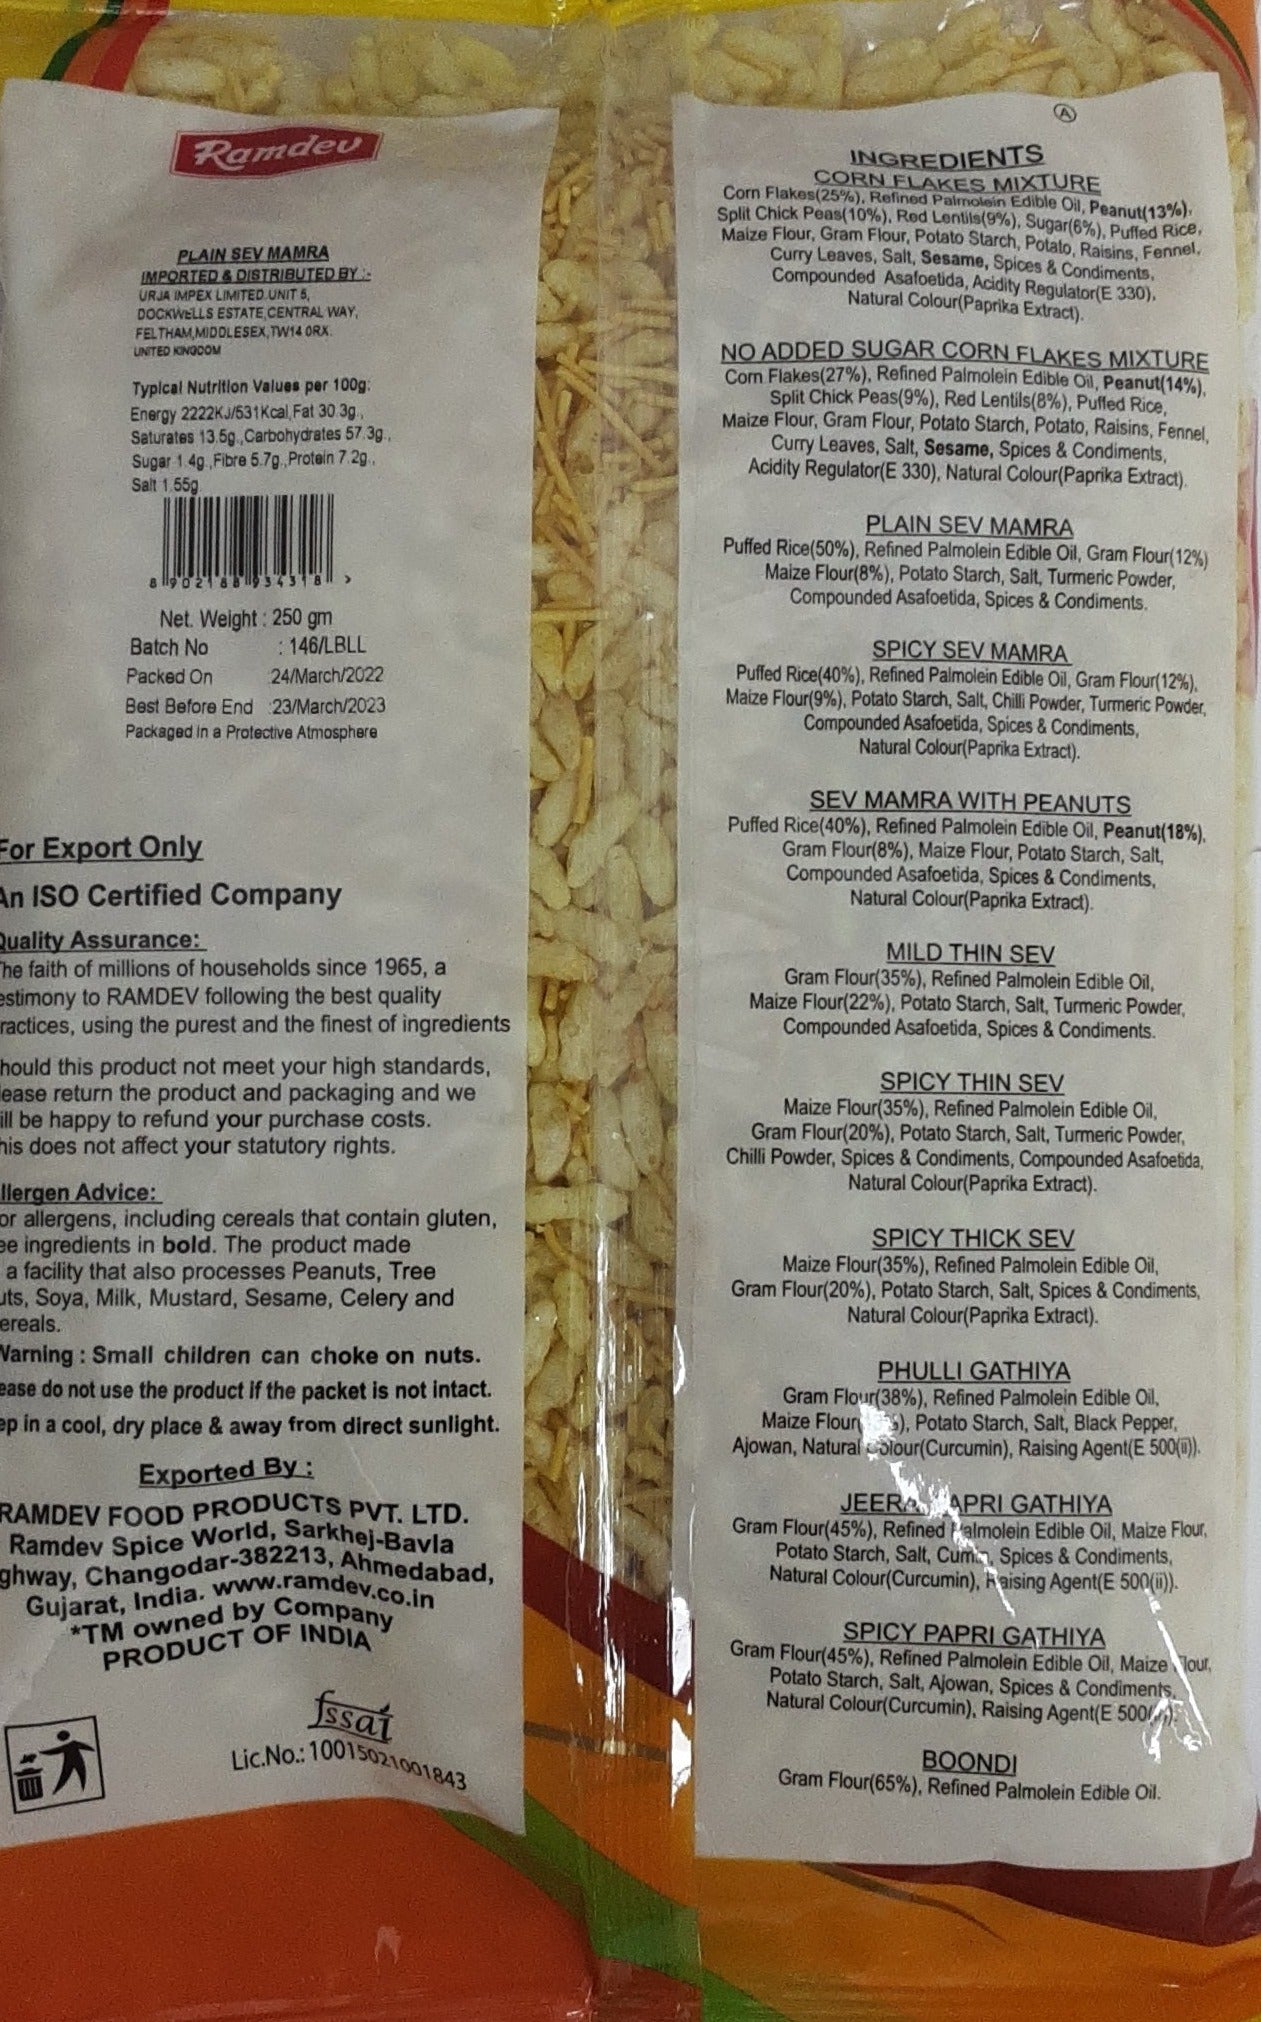 Ramdev
PLAIN SEV MAMRA
IMPORTED & DISTRIBUTED BY :-
URJA IMPEX LIMITED.UNIT 5,
DOCKWELLS ESTATE,CENTRAL WAY,
FELTHAM,MIDDLESEX,TW14 0RX.
UNITED KINGDOM
Typical Nutrition Values per 100g:
Energy 2222KJ/531Kcal,Fat 30.3g.,
Saturates 13.5g.,Carbohydrates 57.3g.,
Sugar 1.4g.,Fibre 5.7g.,Protein 7.2g.,
Salt 1.55g.
8 902188 934318 >
Net. Weight : 250 gm
Batch No : 146/LBLL
Packed On 24/March/2022
Best Before End :23/March/2023
Packaged in a Protective Atmosphere
For Export Only
An ISO Certified Company
Quality Assurance:
The faith of millions of households since 1965, a
estimony to RAMDEV following the best quality
ractices, using the purest and the finest of ingredients
hould this product not meet your high standards,
lease return the product and packaging and we
ill be happy to refund your purchase costs.
his does not affect your statutory rights.
llergen Advice:
or allergens, including cereals that contain gluten,
ee ingredients in bold. The product made
a facility that also processes Peanuts, Tree
uts, Soya, Milk, Mustard, Sesame, Celery and
ereals.
Warning : Small children can choke on nuts.
ease do not use the product if the packet is not intact.
ep in a cool, dry place & away from direct sunlight.
Exported By :
RAMDEV FOOD PRODUCTS PVT. LTD.
Ramdev Spice World, Sarkhej-Bavla
ghway, Changodar-382213, Ahmedabad,
Gujarat, India. www.ramdev.co.in
*TM owned by Company
PRODUCT OF INDIA
fssai
Lic.No.: 10015021001843
A
INGREDIENTS
CORN FLAKES MIXTURE
Corn Flakes(25%), Refined Palmolein Edible Oil, Peanut(13%),
Split Chick Peas(10%), Red Lentils(9%), Sugar(6%), Puffed Rice,
Maize Flour, Gram Flour, Potato Starch, Potato, Raisins, Fennel,
Curry Leaves, Salt, Sesame, Spices & Condiments,
Compounded Asafoetida, Acidity Regulator(E 330),
Natural Colour(Paprika Extract).
NO ADDED SUGAR CORN FLAKES MIXTURE
Corn Flakes(27%), Refined Palmolein Edible Oil, Peanut(14%),
Split Chick Peas(9%), Red Lentils(8%), Puffed Rice,
Maize Flour, Gram Flour, Potato Starch, Potato, Raisins, Fennel,
Curry Leaves, Salt, Sesame, Spices & Condiments,
Acidity Regulator(E 330), Natural Colour(Paprika Extract).
PLAIN SEV MAMRA
Puffed Rice(50%), Refined Palmolein Edible Oil, Gram Flour(12%)
Maize Flour(8%), Potato Starch, Salt, Turmeric Powder,
Compounded Asafoetida, Spices & Condiments.
SPICY SEV MAMRA
Puffed Rice(40%), Refined Palmolein Edible Oil, Gram Flour(12%),
Maize Flour(9%), Potato Starch, Salt, Chilli Powder, Turmeric Powder,
Compounded Asafoetida, Spices & Condiments,
Natural Colour(Paprika Extract).
SEV MAMRA WITH PEANUTS
Puffed Rice(40%), Refined Palmolein Edible Oil, Peanut(18%),
Gram Flour(8%), Maize Flour, Potato Starch, Salt,
Compounded Asafoetida, Spices & Condiments,
Natural Colour(Paprika Extract).
MILD THIN SEV
Gram Flour(35%), Refined Palmolein Edible Oil,
Maize Flour(22%), Potato Starch, Salt, Turmeric Powder,
Compounded Asafoetida, Spices & Condiments.
SPICY THIN SEV
Maize Flour(35%), Refined Palmolein Edible Oil,
Gram Flour(20%), Potato Starch, Salt, Turmeric Powder,
Chilli Powder, Spices & Condiments, Compounded Asafoetida,
Natural Colour(Paprika Extract).
SPICY THICK SEV
Maize Flour(35%), Refined Palmolein Edible Oil,
Gram Flour(20%), Potato Starch, Salt, Spices & Condiments,
Natural Colour(Paprika Extract).
PHULLI GATHIYA
Gram Flour(38%), Refined Palmolein Edible Oil,
Maize Flour Potato Starch, Salt, Black Pepper,
Ajowan, Natural Colour(Curcumin), Raising Agent(E 500(ii)).
JEERA PAPRI GATHIYA
Gram Flour(45%), Refined Palmolein Edible Oil, Maize Flour,
Potato Starch, Salt, Cumin, Spices & Condiments,
Natural Colour(Curcumin), Raising Agent(E 500(ii)).
SPICY PAPRI GATHIYA
Gram Flour(45%), Refined Palmolein Edible Oil, Maize Flour,
Potato Starch, Salt, Ajowan, Spices & Condiments,
Natural Colour(Curcumin), Raising Agent(E 500(ii)).
BOONDI
Gram Flour(65%), Refined Palmolein Edible Oil.